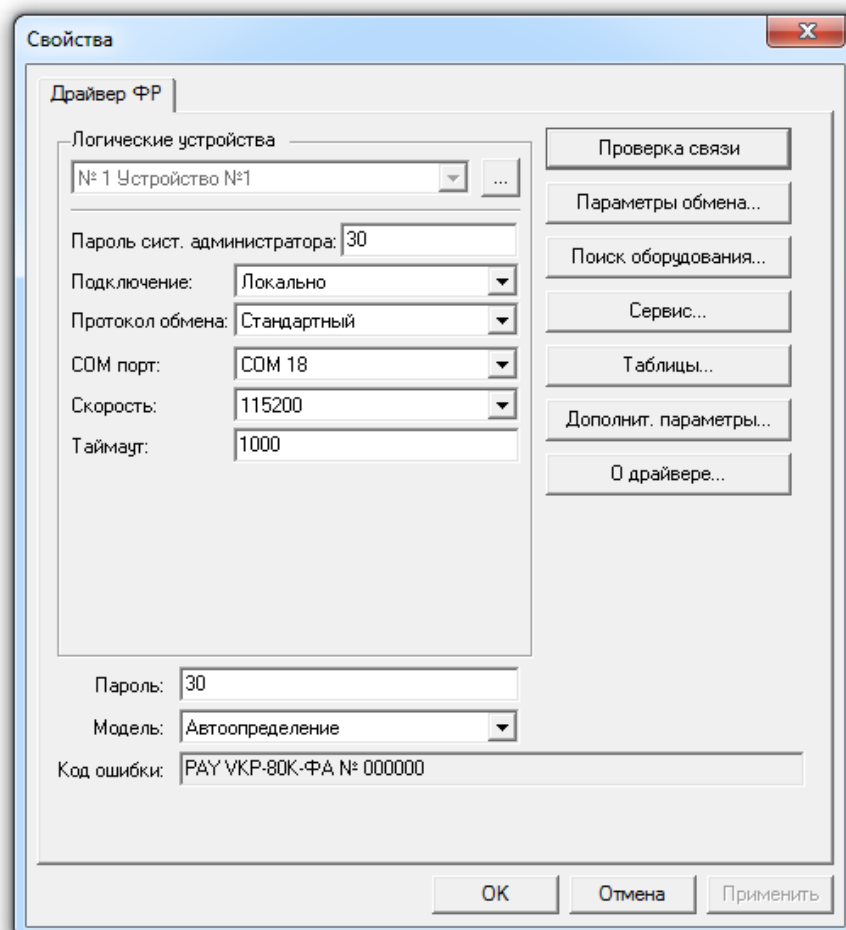 Свойства
Драйвер ФР
Логические устройства
№ 1 Устройство №1
...
Пароль сист. администратора: 30
Подключение: Локально
Протокол обмена: Стандартный
COM порт: COM 18
Скорость: 115200
Таймаут: 1000
Проверка связи
Параметры обмена...
Поиск оборудования...
Сервис...
Таблицы...
Дополнит. параметры...
О драйвере...
Пароль: 30
Модель: Автоопределение
Код ошибки: PAY VKP-80К-ФА № 000000
ОК
Отмена
Применить